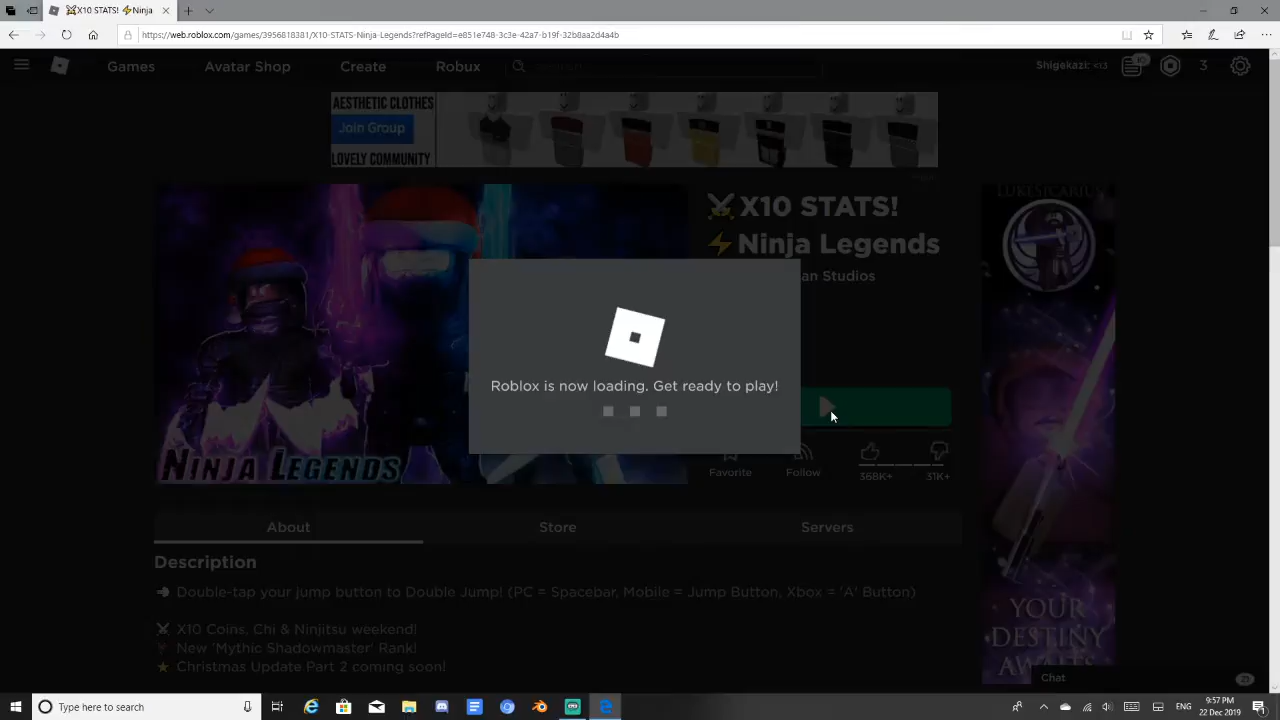 X10 STATS! ⚡Ninja
https://web.roblox.com/games/3956818381/X10-STATS-Ninja-Legends?refPageId=e851e748-3c3e-42a7-b19f-32b8aa2d4a4b
Games Avatar Shop Create Robux
Shigekazi: <13
3
AESTHETIC CLOTHES
Join Group
LOVELY COMMUNITY
X10 STATS!
⚡Ninja Legends
an Studios
NINJA LEGENDS
Roblox is now loading. Get ready to play!
Favorite Follow 368K+ 31K+
YOUR
DESTINY
AWAITS
About Store Servers
Description
Double-tap your jump button to Double Jump! (PC = Spacebar, Mobile = Jump Button, Xbox = 'A' Button)
X10 Coins, Chi & Ninjitsu weekend!
New 'Mythic Shadowmaster' Rank!
Christmas Update Part 2 coming soon!
Chat 23
Type here to search
ENG
9:57 PM
22 Dec 2019